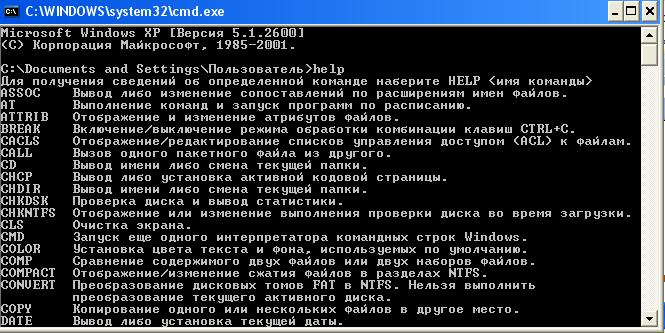 C:\WINDOWS\system32\cmd.exe
Microsoft Windows XP [Версия 5.1.2600]
(C) Корпорация Майкрософт, 1985-2001.
C:\Documents and Settings\Пользователь>help
Для получения сведений об определенной команде наберите HELP <имя команды>
ASSOC Вывод либо изменение сопоставлений по расширениям имен файлов.
AT Выполнение команд и запуск программ по расписанию.
ATTRIB Отображение и изменение атрибутов файлов.
BREAK Включение/выключение режима обработки комбинации клавиш CTRL+C.
CACLS Отображение/редактирование списков управления доступом (ACL) к файлам.
CALL Вызов одного пакетного файла из другого.
CD Вывод имени либо смена текущей папки.
CHCP Вывод либо установка активной кодовой страницы.
CHDIR Вывод имени либо смена текущей папки.
CHKDSK Проверка диска и вывод статистики.
CHKNTFS Отображение или изменение выполнения проверки диска во время загрузки.
CLS Очистка экрана.
CMD Запуск еще одного интерпретатора командных строк Windows.
COLOR Установка цвета текста и фона, используемых по умолчанию.
COMP Сравнение содержимого двух файлов или двух наборов файлов.
COMPACT Отображение/изменение сжатия файлов в разделах NTFS.
CONVERT Преобразование дисковых томов FAT в NTFS. Нельзя выполнить
преобразование текущего активного диска.
COPY Копирование одного или нескольких файлов в другое место.
DATE Вывод либо установка текущей даты.